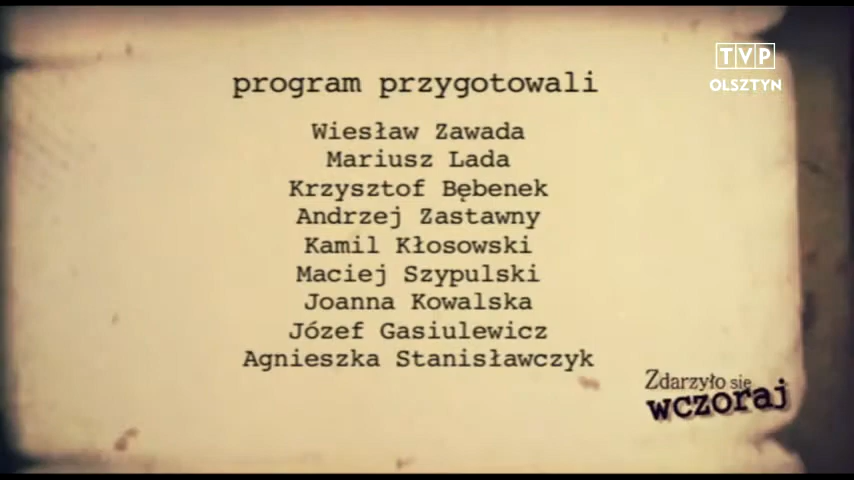 TVP
OLSZTYN
program przygotowali
Wiesław Zawada
Mariusz Lada
Krzysztof Bębenek
Andrzej Zastawny
Kamil Kłosowski
Maciej Szypulski
Joanna Kowalska
Józef Gasiulewicz
Agnieszka Stanisławczyk
Zdarzyło się
wczoraj